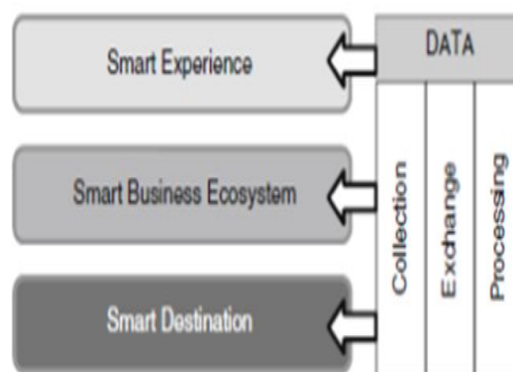 Smart Experience
DATA
Smart Business Ecosystem
Smart Destination
Collection
Exchange
Processing